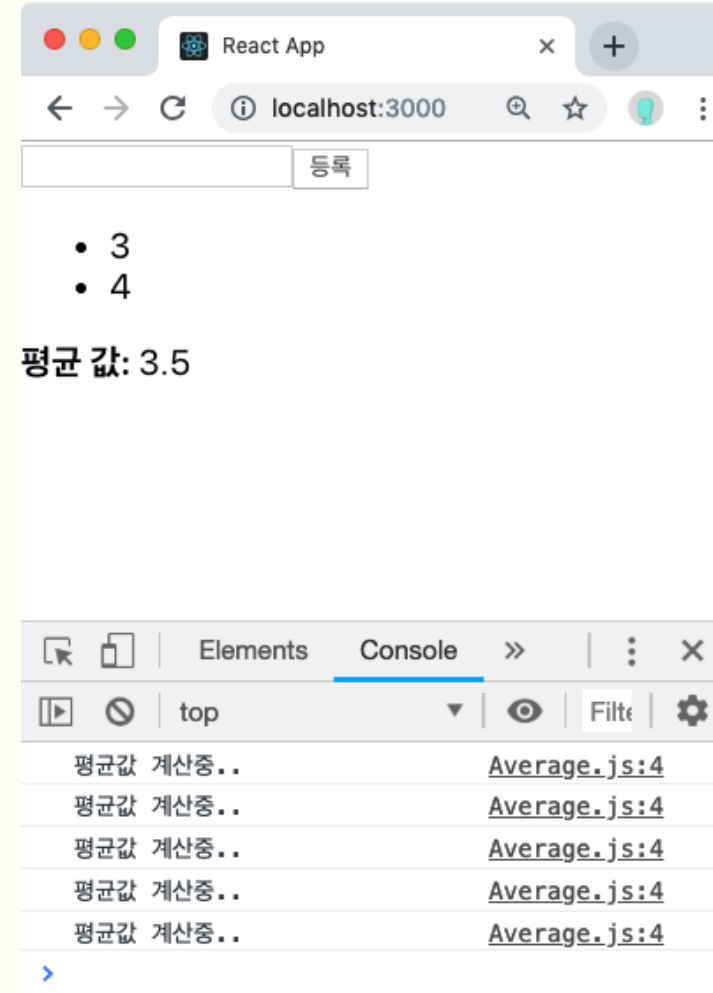 React App
localhost:3000
등록
3
4
평균 값: 3.5
Elements Console
top Filte
평균값 계산중.. Average.js:4
평균값 계산중.. Average.js:4
평균값 계산중.. Average.js:4
평균값 계산중.. Average.js:4
평균값 계산중.. Average.js:4